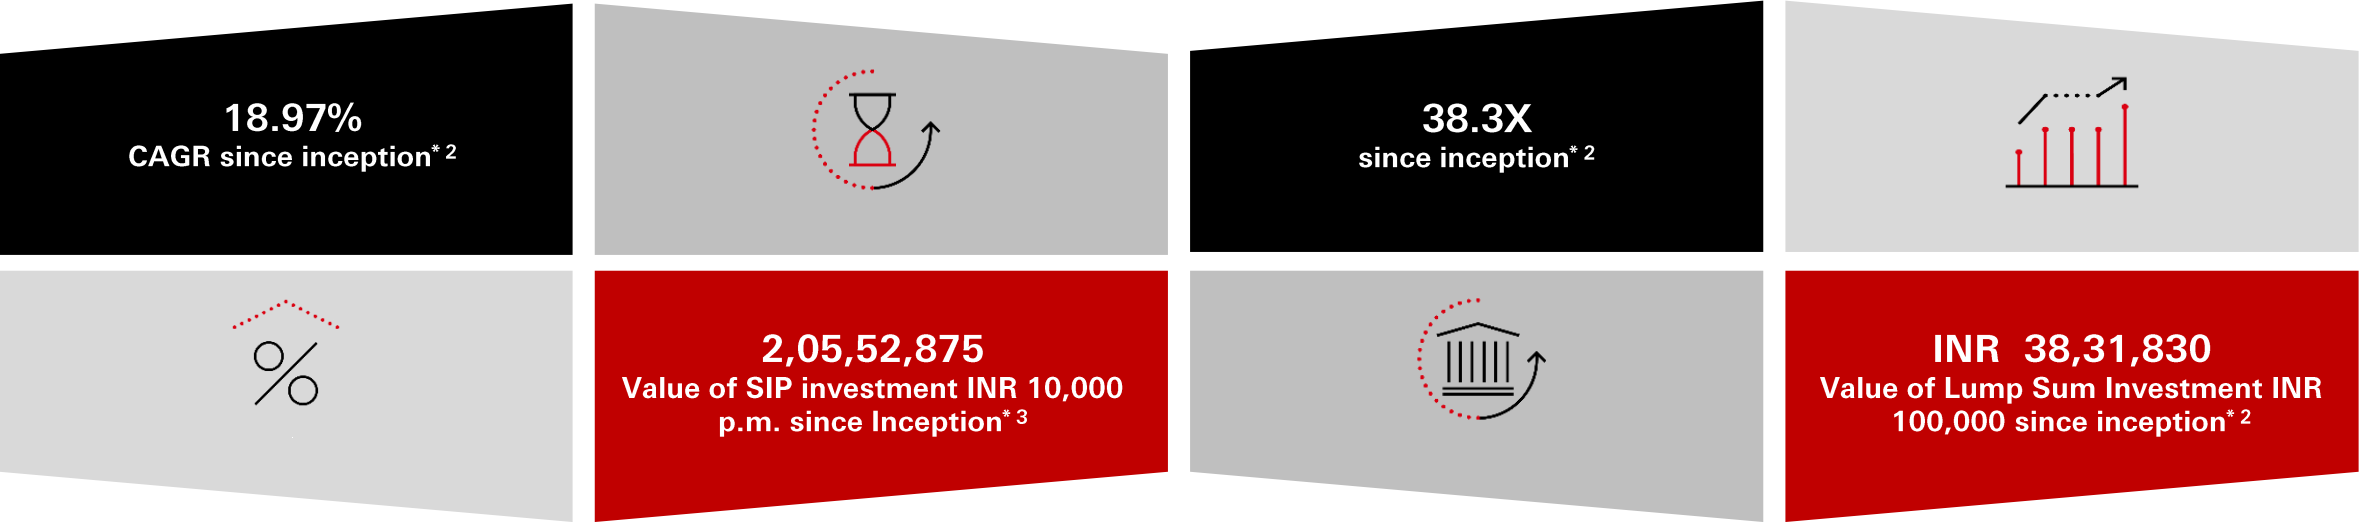 18.97%
CAGR since inception* 2
38.3X
since inception* 2
2,05,52,875
Value of SIP investment INR 10,000
p.m. since Inception* 3
INR 38,31,830
Value of Lump Sum Investment INR
100,000 since inception* 2